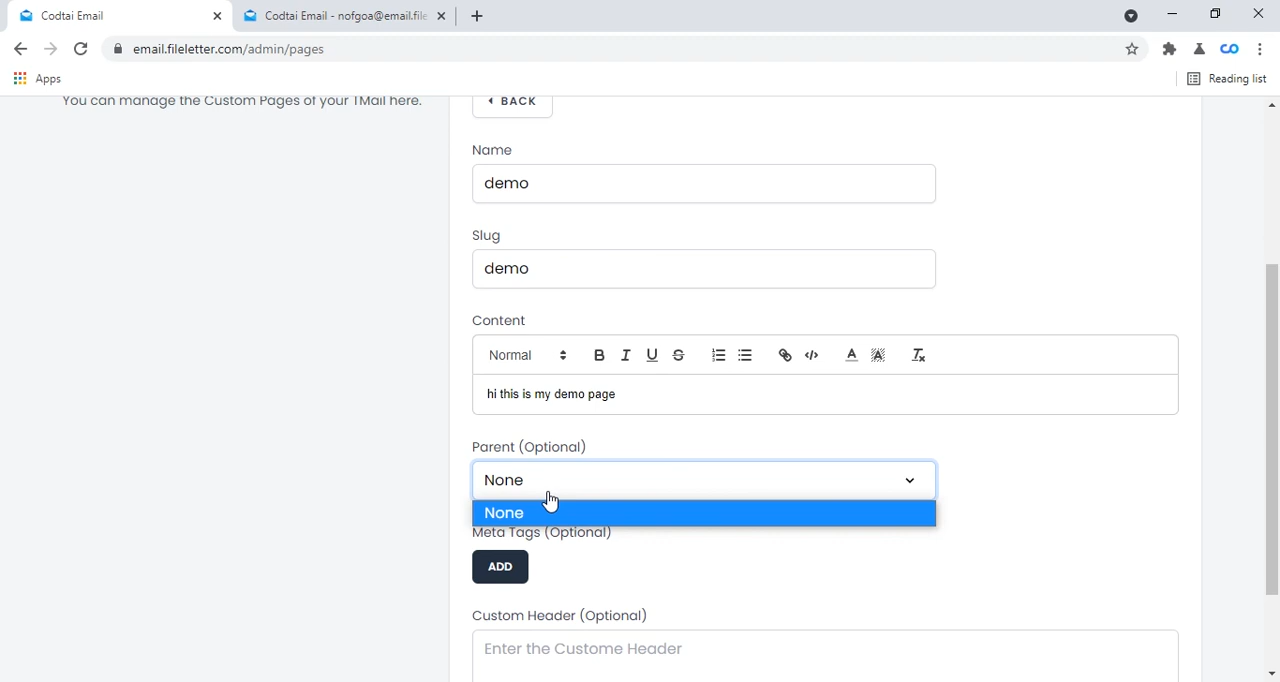 Codtai Email
Codtai Email - nofgoa@email.file
email.fileletter.com/admin/pages
Apps
Reading list
You can manage the Custom Pages of your TMail here.
BACK
Name
demo
Slug
demo
Content
Normal
hi this is my demo page
Parent (Optional)
None
None
Meta Tags (Optional)
ADD
Custom Header (Optional)
Enter the Custome Header